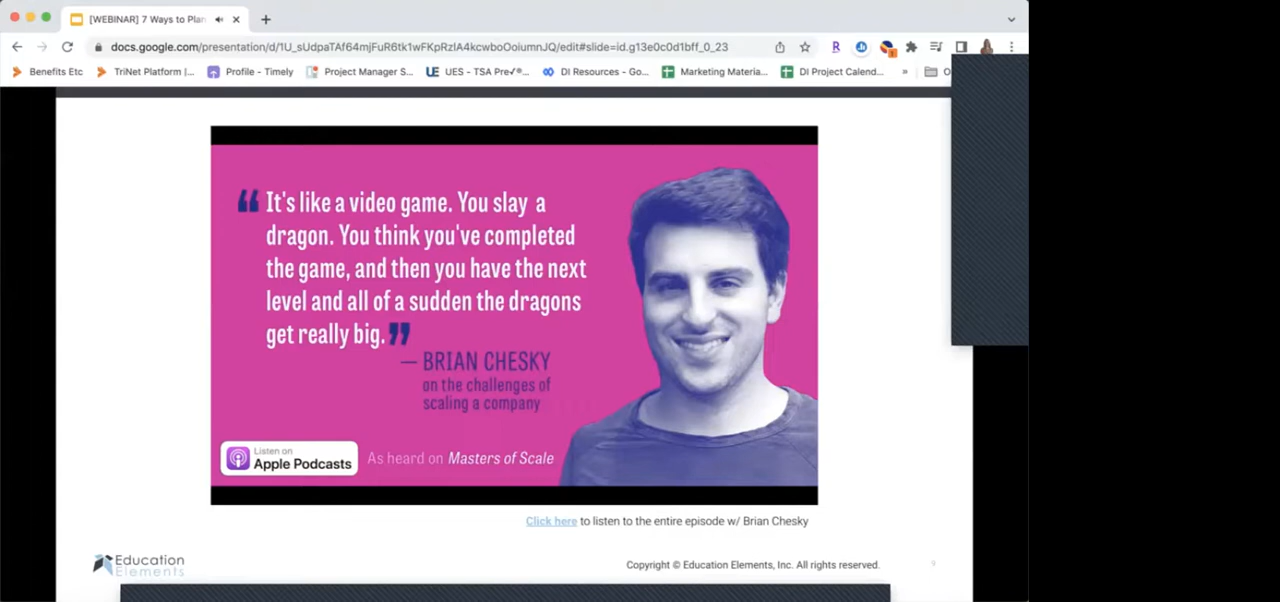 [WEBINAR] 7 Ways to Plan
docs.google.com/presentation/d/1U_sUdpaTAf64mjFuR6tk1wFKpRzlA4kcwboOoiumnJQ/edit#slide=id.g13e0c0d1bff_0_23
Benefits Etc
TriNet Platform |...
Profile - Timely
Project Manager S...
UES - TSA Pre✓®...
DI Resources - Go...
Marketing Materia...
DI Project Calend...
»
“ It's like a video game. You slay a
dragon. You think you've completed
the game, and then you have the next
level and all of a sudden the dragons
get really big. ”
— BRIAN CHESKY
on the challenges of
scaling a company
Listen on
Apple Podcasts
As heard on Masters of Scale
Click here to listen to the entire episode w/ Brian Chesky
Education
Elements
Copyright © Education Elements, Inc. All rights reserved.
9